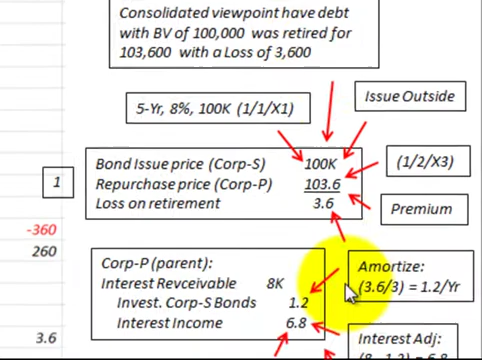 Consolidated viewpoint have debt
with BV of 100,000 was retired for
103,600 with a Loss of 3,600
5-Yr, 8%, 100K (1/1/X1)
Issue Outside
1
Bond Issue price (Corp-S) 100K
Repurchase price (Corp-P) 103.6
Loss on retirement 3.6
(1/2/X3)
Premium
-360
260
3.6
Corp-P (parent):
Interest Revceivable 8K
Invest. Corp-S Bonds 1.2
Interest Income 6.8
Amortize:
(3.6/3) = 1.2/Yr
Interest Adj:
(8 - 1.2) = 6.8